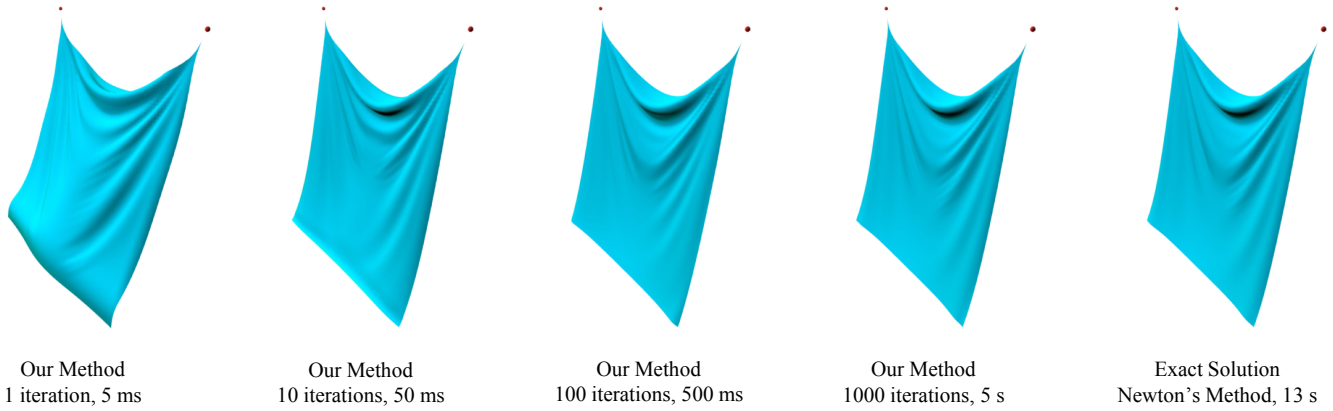 Our Method
1 iteration, 5 ms
Our Method
10 iterations, 50 ms
Our Method
100 iterations, 500 ms
Our Method
1000 iterations, 5 s
Exact Solution
Newton’s Method, 13 s